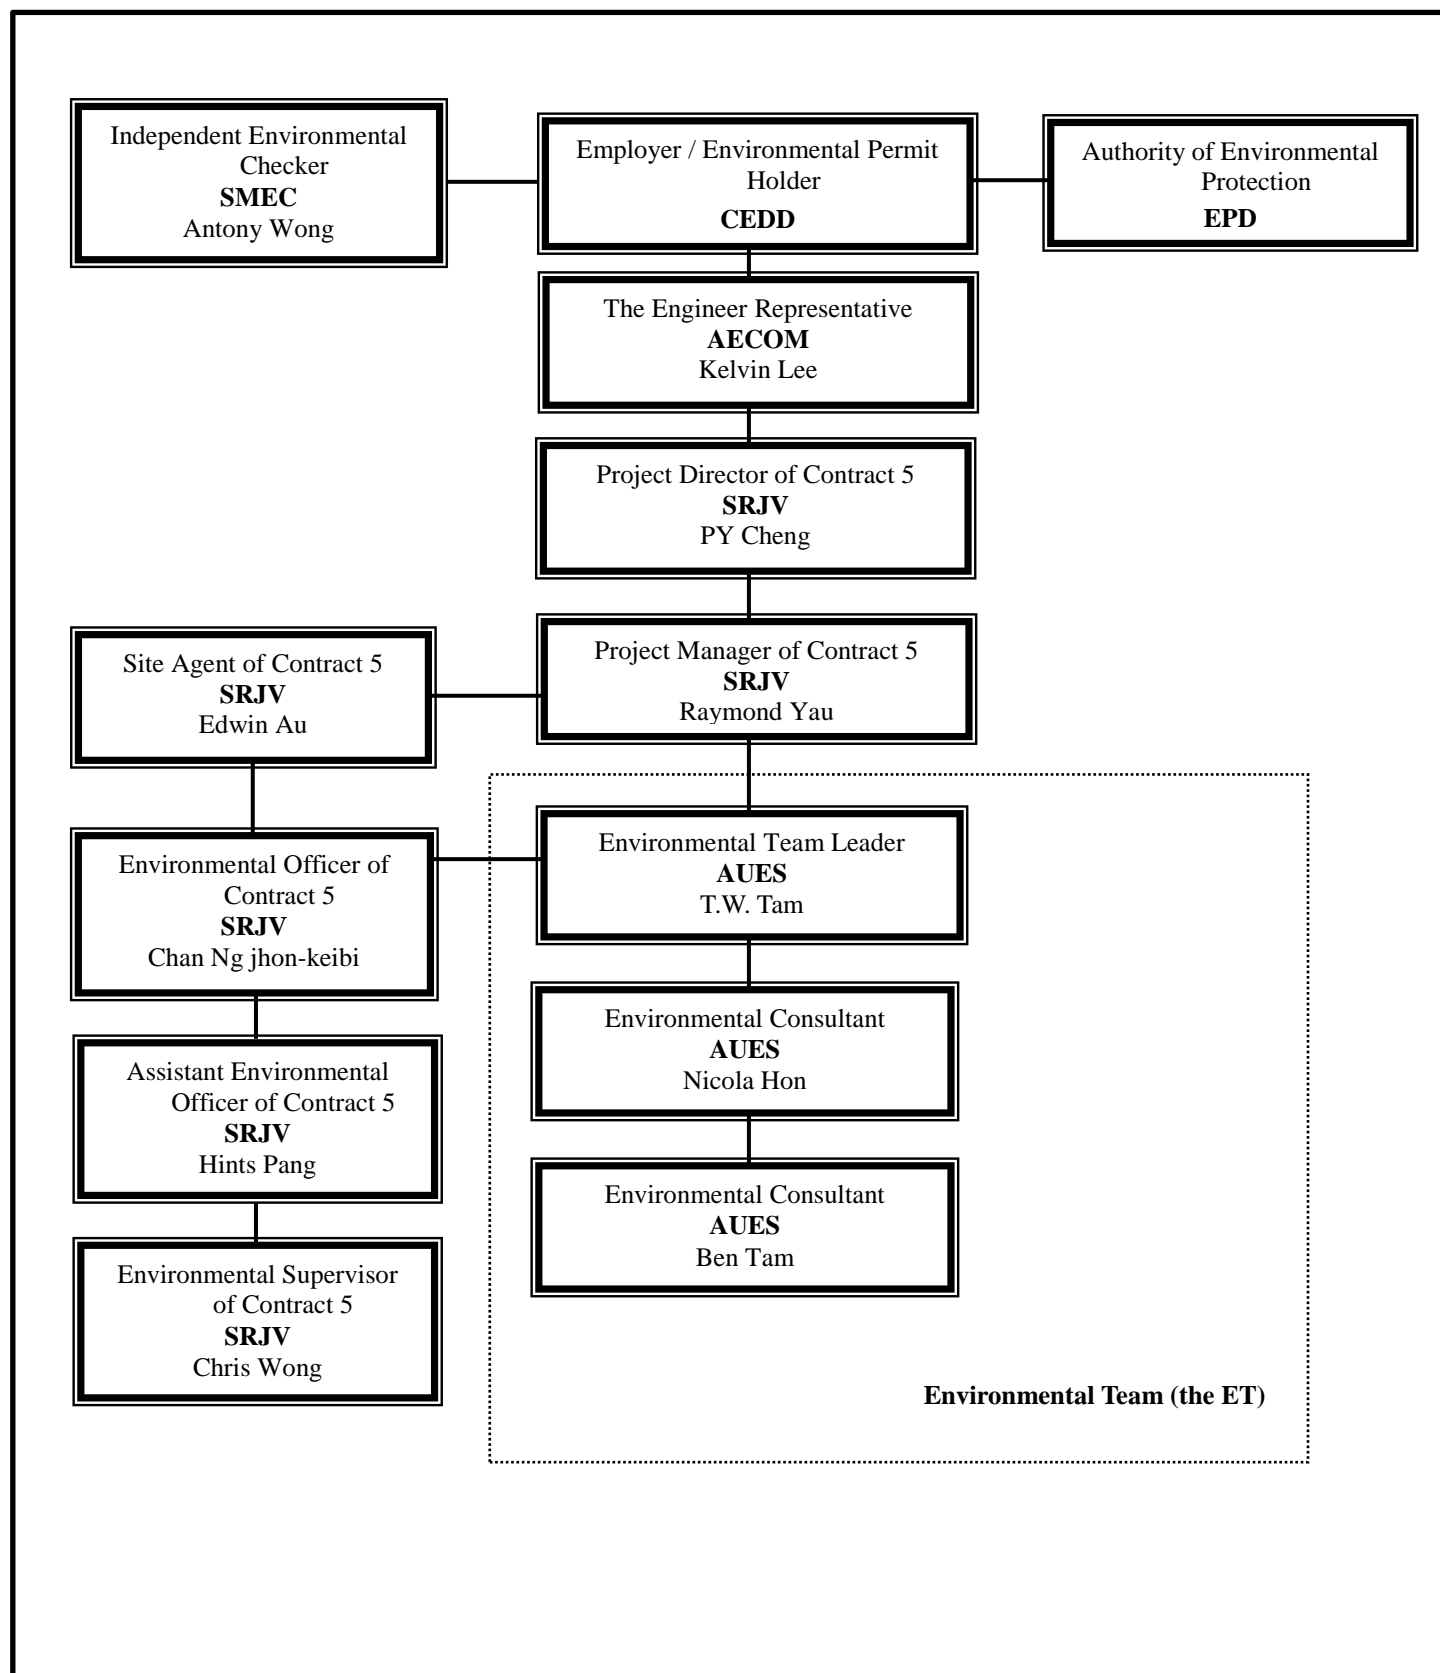 Independent Environmental
Checker
SMEC
Antony Wong
Employer / Environmental Permit
Holder
CEDD
Authority of Environmental
Protection
EPD
The Engineer Representative
AECOM
Kelvin Lee
Project Director of Contract 5
SRJV
PY Cheng
Site Agent of Contract 5
SRJV
Edwin Au
Project Manager of Contract 5
SRJV
Raymond Yau
Environmental Officer of
Contract 5
SRJV
Chan Ng jhon-keibi
Environmental Team Leader
AUES
T.W. Tam
Assistant Environmental
Officer of Contract 5
SRJV
Hints Pang
Environmental Consultant
AUES
Nicola Hon
Environmental Supervisor
of Contract 5
SRJV
Chris Wong
Environmental Consultant
AUES
Ben Tam
Environmental Team (the ET)